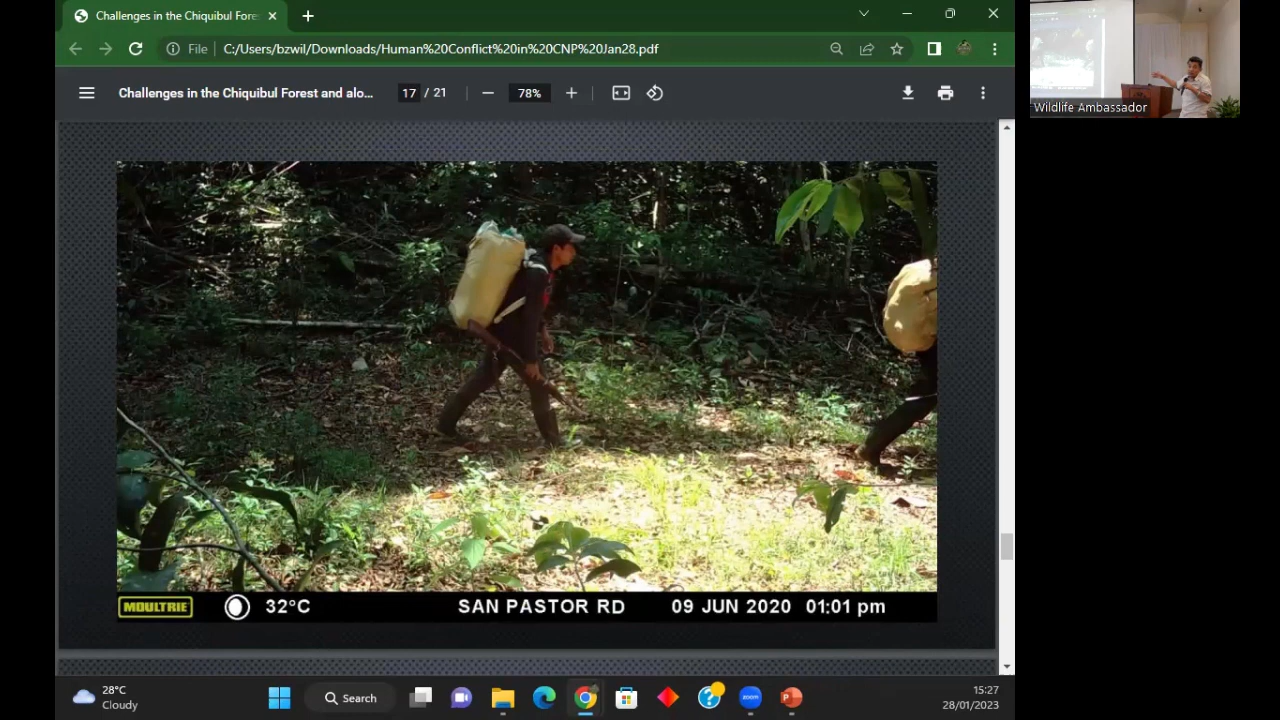 Challenges in the Chiquibul Fore
File
C:/Users/bzwil/Downloads/Human%20Conflict%20in%20CNP%20Jan28.pdf
Challenges in the Chiquibul Forest and alo...
17 / 21
78%
Wildlife Ambassador
MOULTRIE
32°C
SAN PASTOR RD
09 JUN 2020 01:01 pm
28°C
Cloudy
Search
zoom
15:27
28/01/2023